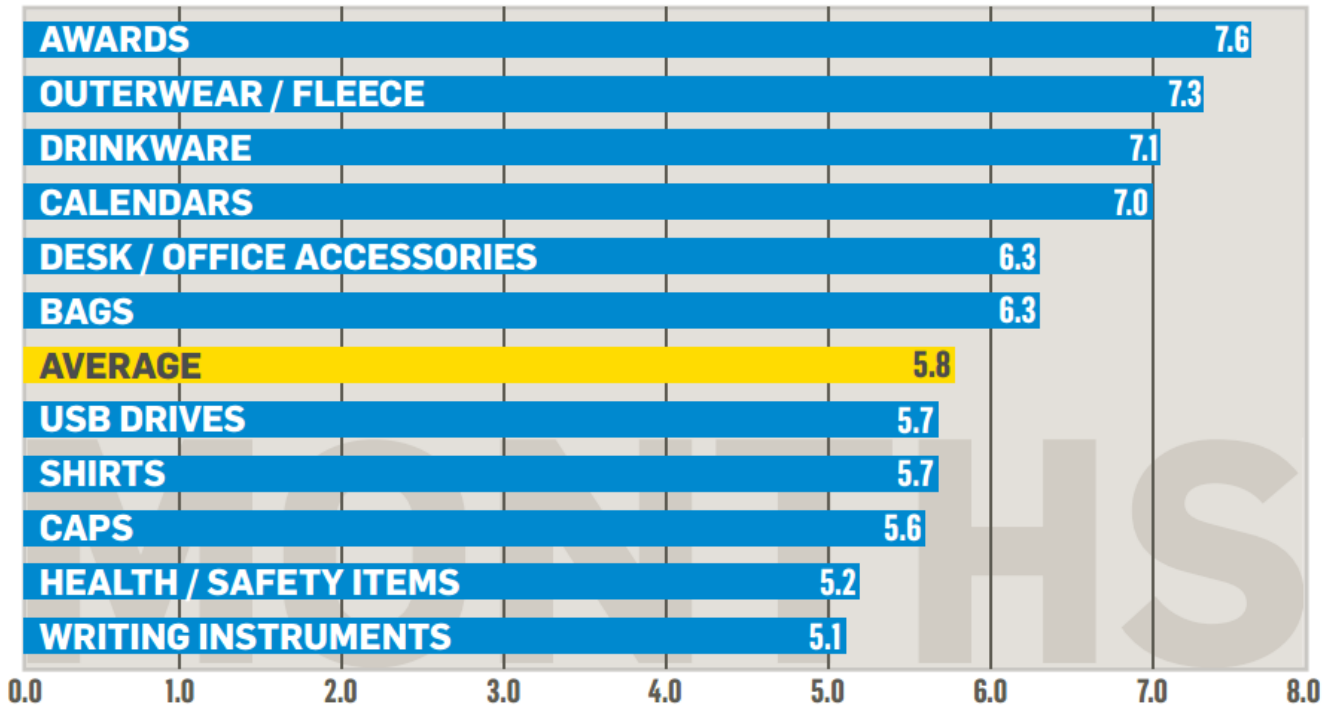 AWARDS 7.6
OUTERWEAR / FLEECE 7.3
DRINKWARE 7.1
CALENDARS 7.0
DESK / OFFICE ACCESSORIES 6.3
BAGS 6.3
AVERAGE 5.8
USB DRIVES 5.7
SHIRTS 5.7
CAPS 5.6
HEALTH / SAFETY ITEMS 5.2
WRITING INSTRUMENTS 5.1
MONTHS
0.0 1.0 2.0 3.0 4.0 5.0 6.0 7.0 8.0